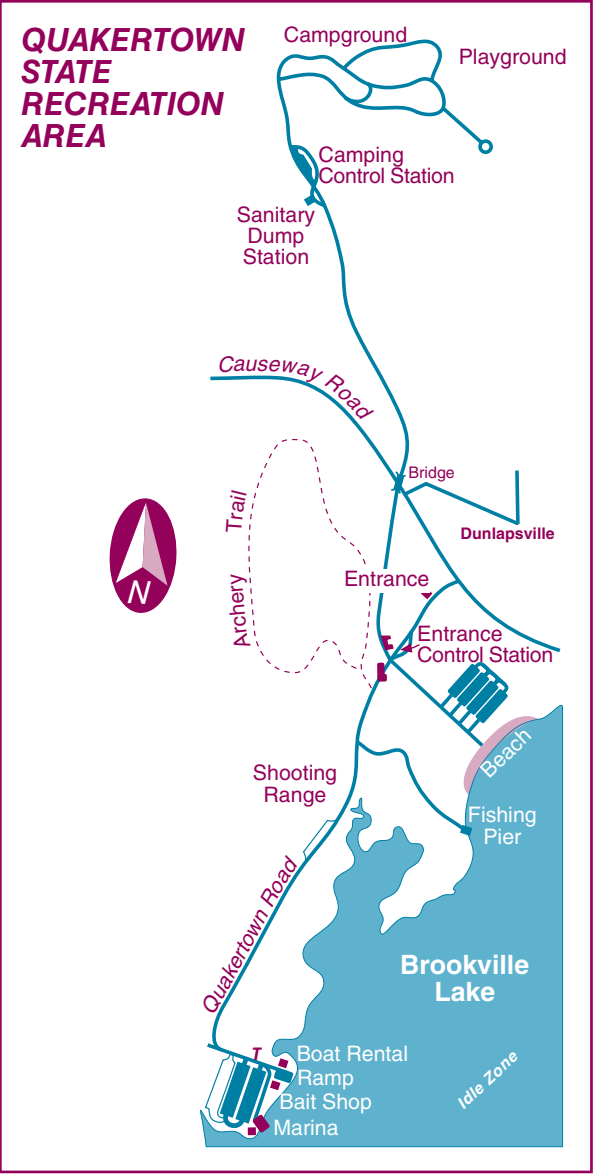 QUAKERTOWN
STATE
RECREATION
AREA
Campground
Playground
Camping
Control Station
Sanitary
Dump
Station
Causeway Road
Bridge
Dunlapsville
Archery Trail
N
Entrance
Entrance
Control Station
Beach
Shooting
Range
Fishing
Pier
Quakertown Road
Brookville
Lake
Idle Zone
T
Boat Rental
Ramp
Bait Shop
Marina